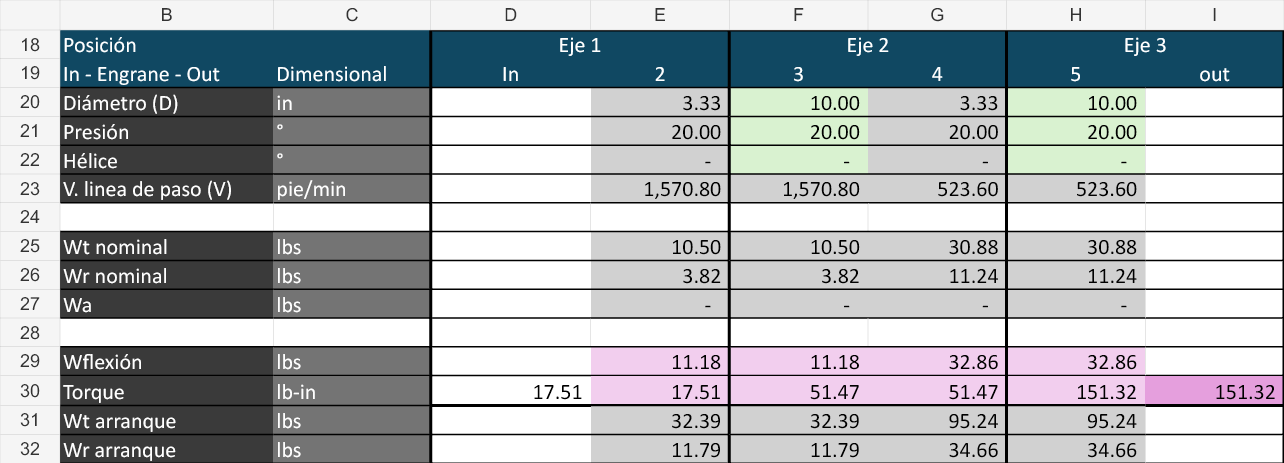 B C D E F G H I
18 Posición Eje 1 Eje 2 Eje 3
19 In - Engrane - Out Dimensional In 2 3 4 5 out
20 Diámetro (D) in 3.33 10.00 3.33 10.00
21 Presión ° 20.00 20.00 20.00 20.00
22 Hélice ° - - - -
23 V. linea de paso (V) pie/min 1,570.80 1,570.80 523.60 523.60
24
25 Wt nominal lbs 10.50 10.50 30.88 30.88
26 Wr nominal lbs 3.82 3.82 11.24 11.24
27 Wa lbs - - - -
28
29 Wflexión lbs 11.18 11.18 32.86 32.86
30 Torque lb-in 17.51 17.51 51.47 51.47 151.32 151.32
31 Wt arranque lbs 32.39 32.39 95.24 95.24
32 Wr arranque lbs 11.79 11.79 34.66 34.66